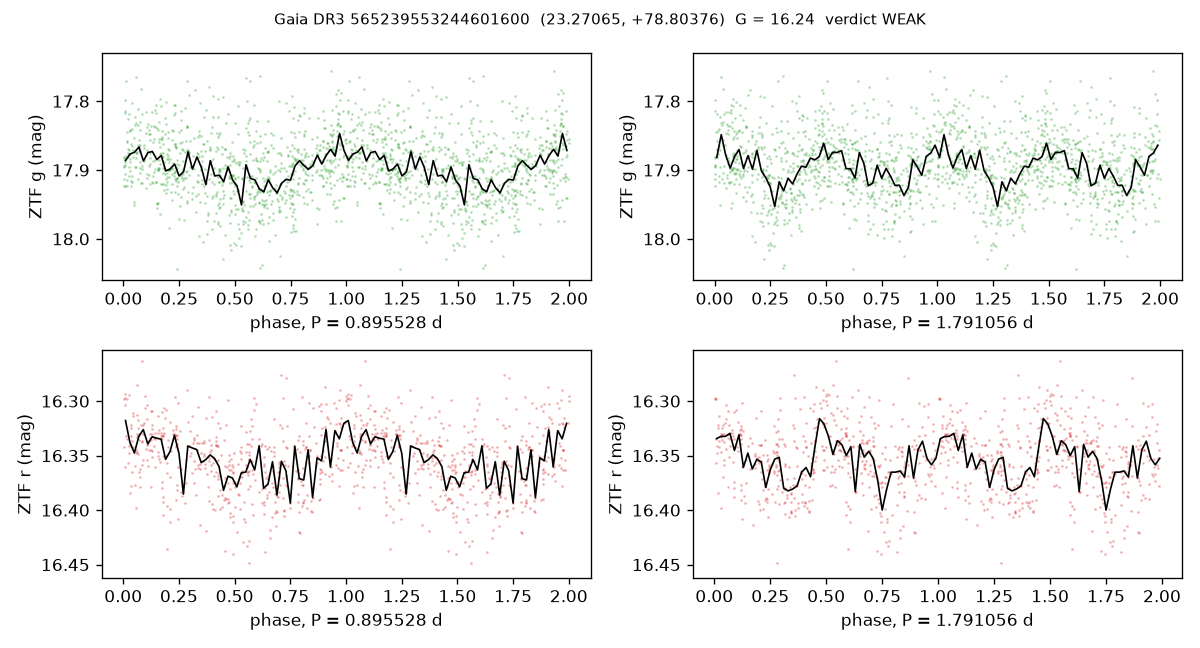 Gaia DR3 565239553244601600  (23.27065, +78.80376)  G = 16.24  verdict WEAK
ZTF g (mag)
17.8
17.9
18.0
0.00 0.25 0.50 0.75 1.00 1.25 1.50 1.75 2.00
phase, P = 0.895528 d
ZTF g (mag)
17.8
17.9
18.0
0.00 0.25 0.50 0.75 1.00 1.25 1.50 1.75 2.00
phase, P = 1.791056 d
ZTF r (mag)
16.30
16.35
16.40
16.45
0.00 0.25 0.50 0.75 1.00 1.25 1.50 1.75 2.00
phase, P = 0.895528 d
ZTF r (mag)
16.30
16.35
16.40
16.45
0.00 0.25 0.50 0.75 1.00 1.25 1.50 1.75 2.00
phase, P = 1.791056 d